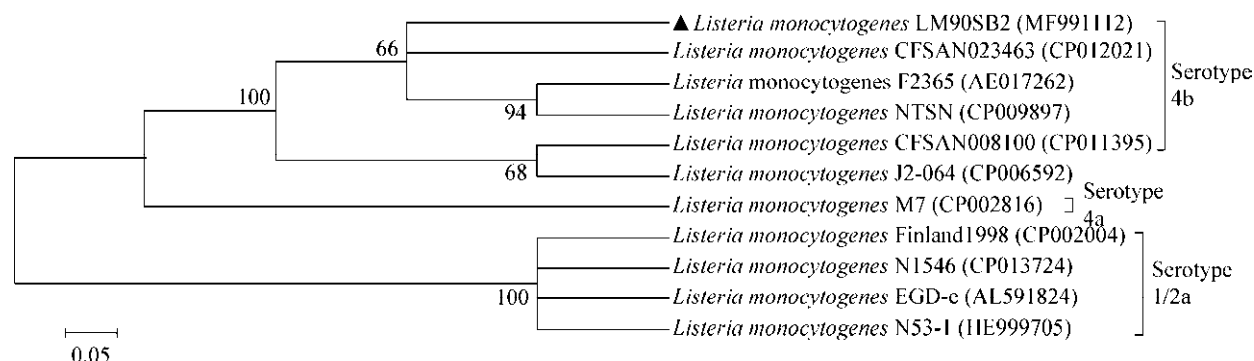 ▲ Listeria monocytogenes LM90SB2 (MF991112)
Listeria monocytogenes CFSAN023463 (CP012021)
Listeria monocytogenes F2365 (AE017262)
Listeria monocytogenes NTSN (CP009897)
Listeria monocytogenes CFSAN008100 (CP011395)
Listeria monocytogenes J2-064 (CP006592)
Listeria monocytogenes M7 (CP002816)
Listeria monocytogenes Finland1998 (CP002004)
Listeria monocytogenes N1546 (CP013724)
Listeria monocytogenes EGD-e (AL591824)
Listeria monocytogenes N53-1 (HE999705)
Serotype
4b
Serotype
4a
Serotype
1/2a
66
100
94
68
100
0.05